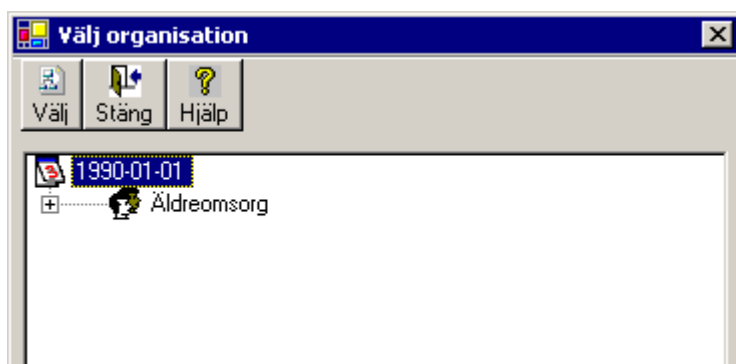 Välj organisation
Välj Stäng Hjälp
1990-01-01
Äldreomsorg